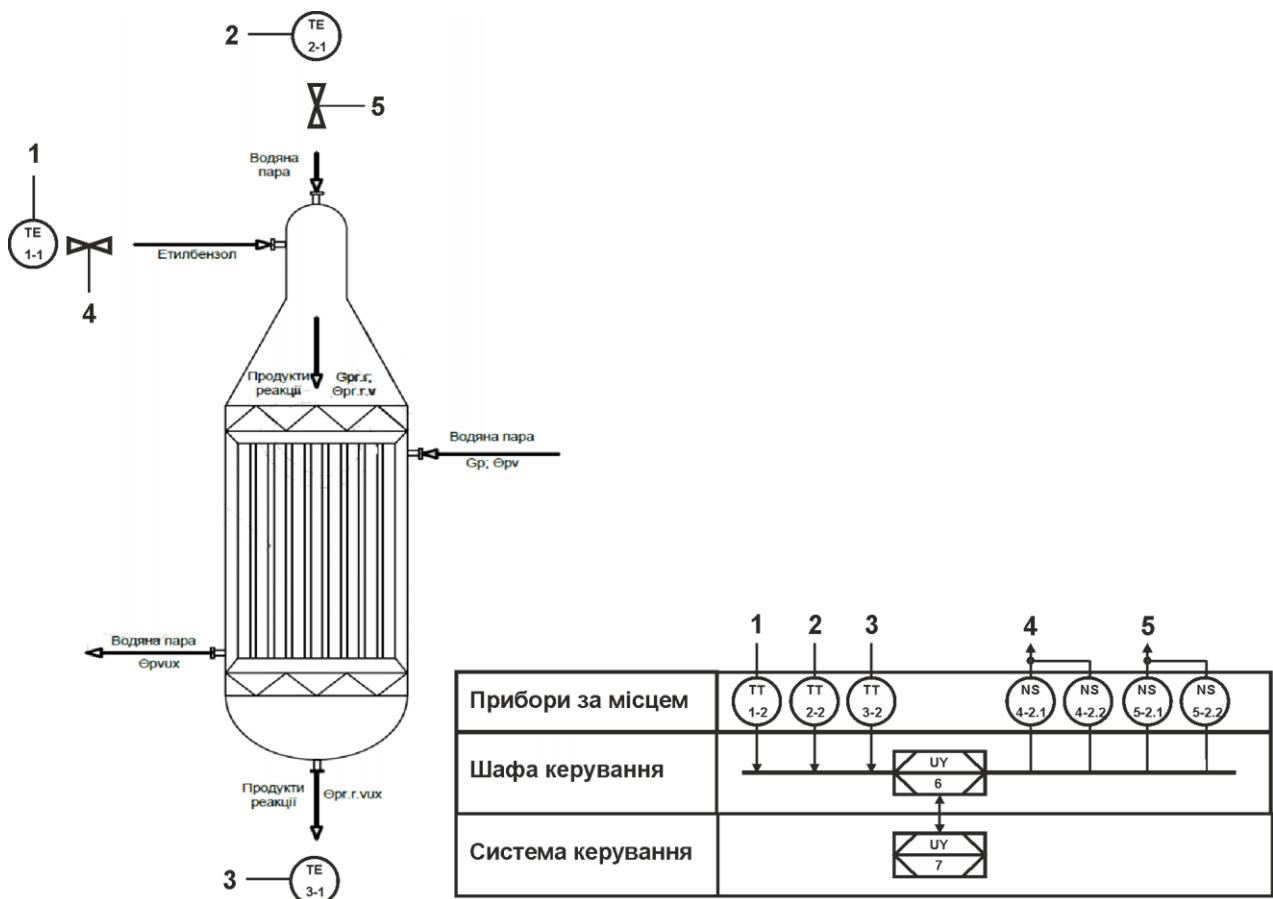 2
TE
2-1
5
Водяна
пара
1
TE
1-1
Етилбензол
4
Продукти
реакції
Gpr.r;
Θpr.r.v
Водяна пара
Gp; Θpv
Водяна пара
Θpvux
Продукти
реакції
Θpr.r.vux
3
TE
3-1
1 2 3 4 5
Прибори за місцем
TT
1-2
TT
2-2
TT
3-2
NS
4-2.1
NS
4-2.2
NS
5-2.1
NS
5-2.2
Шафа керування
UY
6
Система керування
UY
7